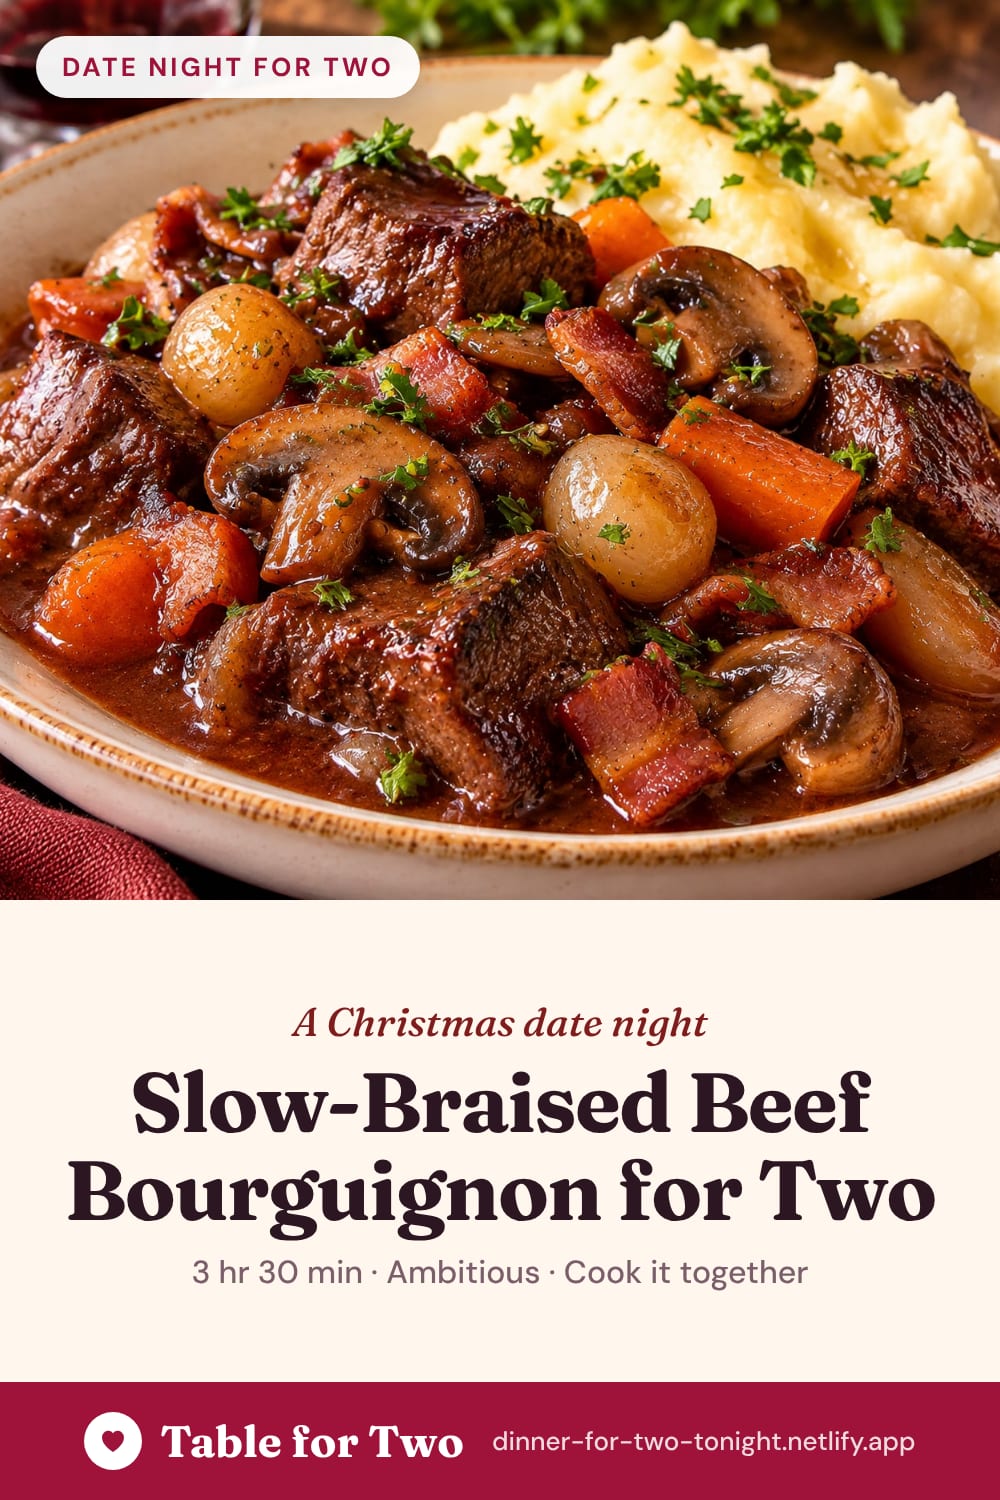 DATE NIGHT FOR TWO
A Christmas date night
Slow-Braised Beef
Bourguignon for Two
3 hr 30 min · Ambitious · Cook it together
Table for Two
dinner-for-two-tonight.netlify.app